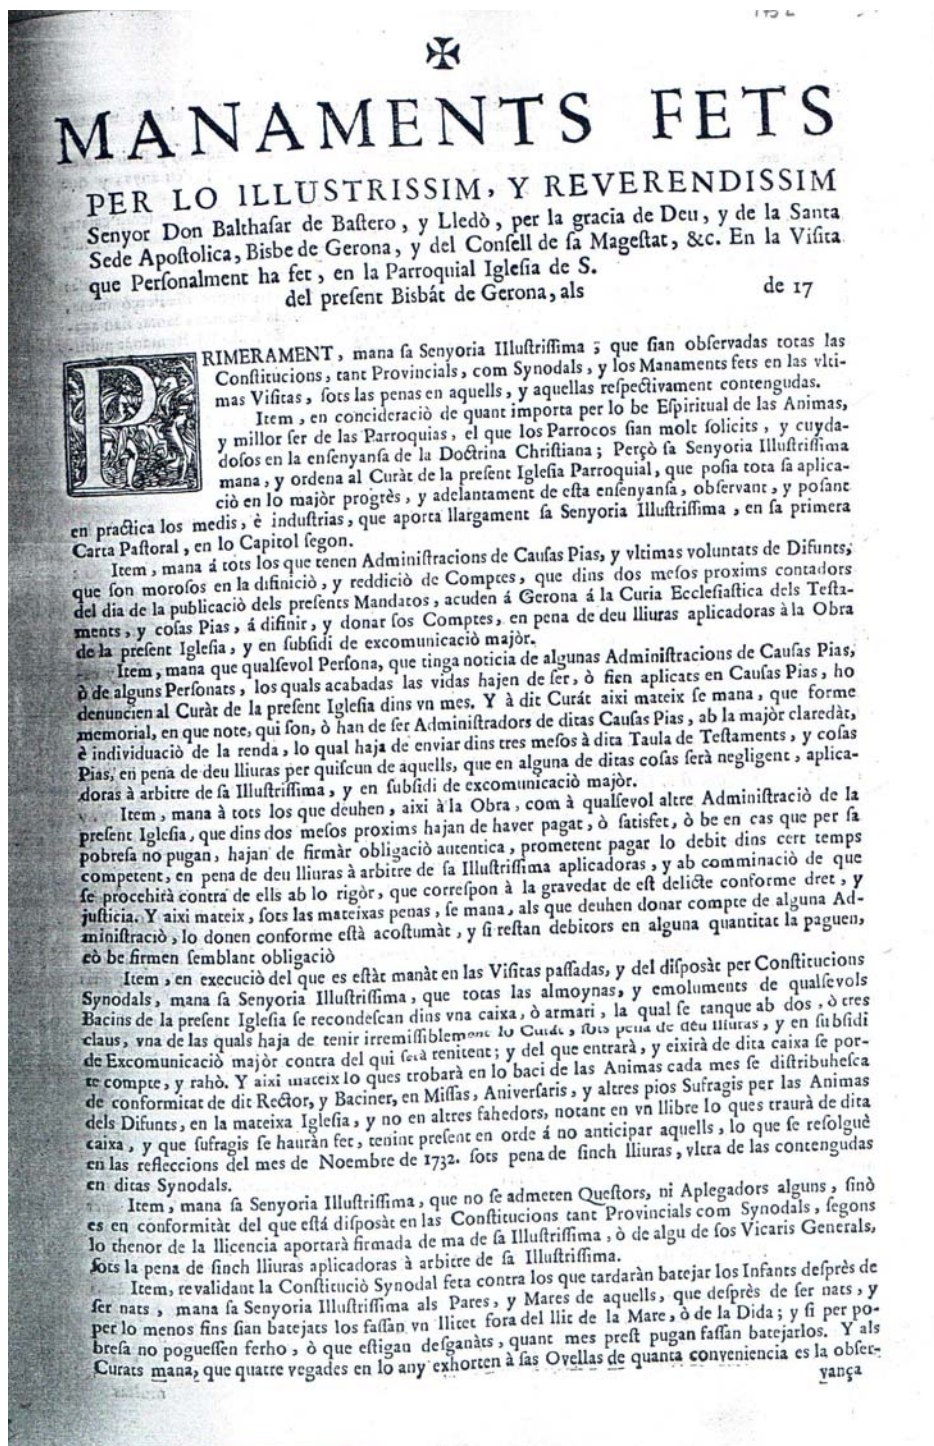 ✠
MANAMENTS FETS
PER LO ILLUSTRISSIM, Y REVERENDISSIM
Senyor Don Balthaſar de Baſtero, y Lledò, per la gracia de Deu, y de la Santa
Sede Apoſtolica, Bisbe de Gerona, y del Conſell de ſa Mageſtat, &c. En la Viſita
que Perſonalment ha fet, en la Parroquial Igleſia de S.
del preſent Bisbát de Gerona, als de 17
PRIMERAMENT, mana ſa Senyoria Illuſtriſſima; que ſian obſervadas totas las
Conſtitucions, tant Provincials, com Synodals, y los Manaments fets en las vlti-
mas Viſitas, ſots las penas en aquells, y aquellas reſpectivament contengudas.
Item, en concideraciò de quant importa per lo be Eſpiritual de las Animas,
y millor ſer de las Parroquias, el que los Parrocos ſian molt ſolicits, y cuyda-
doſos en la enſenyanſa de la Doctrina Chriſtiana; Perçò ſa Senyoria Illuſtriſſima
mana, y ordena al Curàt de la preſent Igleſia Parroquial, que poſia tota ſa aplica-
ciò en lo majòr progrès, y adelantament de eſta enſenyanſa, obſervant, y poſant
en practica los medis, è induſtrias, que aporta llargament ſa Senyoria Illuſtriſſima, en ſa primera
Carta Paſtoral, en lo Capitol ſegon.
Item, mana á tots los que tenen Adminiſtracions de Cauſas Pias, y vltimas voluntats de Difunts,
que ſon moroſos en la difiniciò, y reddiciò de Comptes, que dins dos meſos proxims contadors
del dia de la publicaciò dels preſents Mandatos, acuden á Gerona á la Curia Eccleſiaſtica dels Teſta-
ments, y coſas Pias, á difinir, y donar ſos Comptes, en pena de deu lliuras aplicadoras à la Obra
de la preſent Igleſia, y en ſubſidi de excomunicaciò majòr.
Item, mana que qualſevol Perſona, que tinga noticia de algunas Adminiſtracions de Cauſas Pias,
ò de alguns Perſonats, los quals acabadas las vidas hajen de ſer, ò ſien aplicats en Cauſas Pias, ho
denuncien al Curàt de la preſent Igleſia dins vn mes. Y à dit Curát aixi mateix ſe mana, que forme
memorial, en que note, qui ſon, ò han de ſer Adminiſtradors de ditas Cauſas Pias, ab la majòr claredàt,
è individuaciò de la renda, lo qual haja de enviar dins tres meſos à dita Taula de Teſtaments, y coſas
Pias, en pena de deu lliuras per quiſcun de aquells, que en alguna de ditas coſas ſerà negligent, aplica-
doras à arbitre de ſa Illuſtriſſima, y en ſubſidi de excomunicaciò majòr.
Item, mana à tots los que deuhen, aixi à la Obra, com à qualſevol altre Adminiſtraciò de la
preſent Igleſia, que dins dos meſos proxims hajan de haver pagat, ò ſatisfet, ò be en cas que per ſa
pobreſa no pugan, hajan de firmàr obligaciò autentica, prometent pagar lo debit dins cert temps
competent, en pena de deu lliuras à arbitre de ſa Illuſtriſſima aplicadoras, y ab comminaciò de que
ſe procehirà contra de ells ab lo rigòr, que correſpon à la gravedat de eſt delicte conforme dret, y
juſticia. Y aixi mateix, ſots las mateixas penas, ſe mana, als que deuhen donar compte de alguna Ad-
miniſtraciò, lo donen conforme eſtà acoſtumàt, y ſi reſtan debitors en alguna quantitat la paguen,
eò be firmen ſemblant obligaciò
Item, en execuciò del que es eſtàt manàt en las Viſitas paſſadas, y del diſposàt per Conſtitucions
Synodals, mana ſa Senyoria Illuſtriſſima, que totas las almoynas, y emoluments de qualſevols
Bacins de la preſent Igleſia ſe recondeſcan dins vna caixa, ò armari, la qual ſe tanque ab dos, ò tres
claus, vna de las quals haja de tenir irremiſſiblement lo Curát, ſots pena de deu lliuras, y en ſubſidi
de Excomunicaciò majòr contra del qui ſerà renitent; y del que entrarà, y eixirà de dita caixa ſe por-
te compte, y rahò. Y aixi mateix lo ques trobarà en lo baci de las Animas cada mes ſe diſtribuheſca
de conformitat de dit Rector, y Baciner, en Miſſas, Aniverſaris, y altres pios Sufragis per las Animas
dels Difunts, en la mateixa Igleſia, y no en altres fahedors, notant en vn llibre lo ques traurà de dita
caixa, y que ſufragis ſe hauràn fet, tenint preſent en orde á no anticipar aquells, lo que ſe reſolguè
en las refleccions del mes de Noembre de 1732. ſots pena de ſinch lliuras, vltra de las contengudas
en ditas Synodals.
Item, mana ſa Senyoria Illuſtriſſima, que no ſe admeten Queſtors, ni Aplegadors alguns, ſinò
es en conformitàt del que eſtá diſposàt en las Conſtitucions tant Provincials com Synodals, ſegons
lo thenor de la llicencia aportarà firmada de ma de ſa Illuſtriſſima, ò de algu de ſos Vicaris Generals,
ſots la pena de ſinch lliuras aplicadoras à arbitre de ſa Illuſtriſſima.
Item, revalidant la Conſtituciò Synodal feta contra los que tardaràn batejar los Infants deſprès de
ſer nats, mana ſa Senyoria Illuſtriſſima als Pares, y Mares de aquells, que deſprès de ſer nats, y
per lo menos fins ſian batejats los faſſan vn llitet fora del llit de la Mare, ò de la Dida; y ſi per po-
breſa no pogueſſen ferho, ò que eſtigan deſganàts, quant mes preſt pugan faſſan batejarlos. Y als
Curats mana, que quatre vegades en lo any exhorten à ſas Ovellas de quanta conveniencia es la obſer-
vança